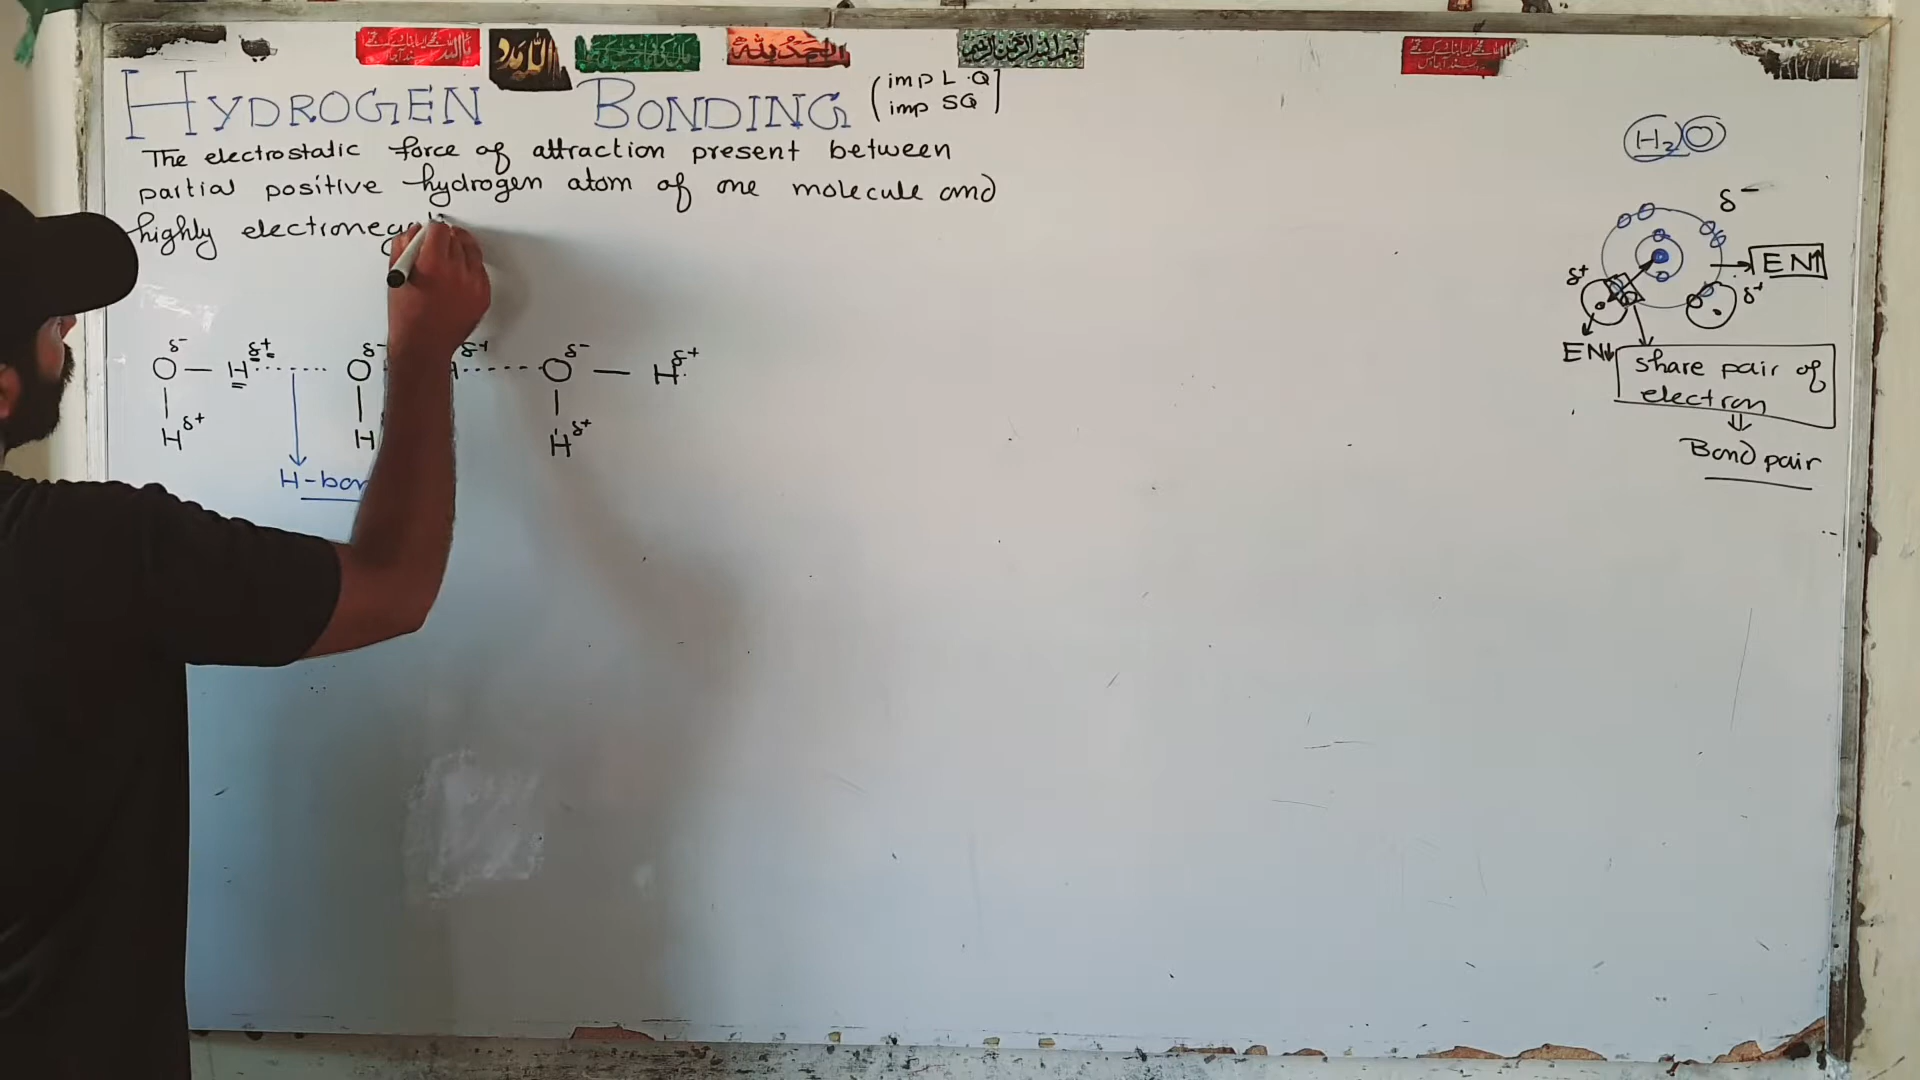 HYDROGEN BONDING (imp L.Q
imp SQ]
The electrostatic force of attraction present between
partial positive hydrogen atom of one molecule and
highly electronega
H₂O
δ-
EN↑
δ+
δ+
EN↓
share pair of
electron
⇓
Bond pair
δ- δ+ δ- δ+ δ- δ+
O — H ...... O H ...... O — H
H δ+ H H δ+
H-bon